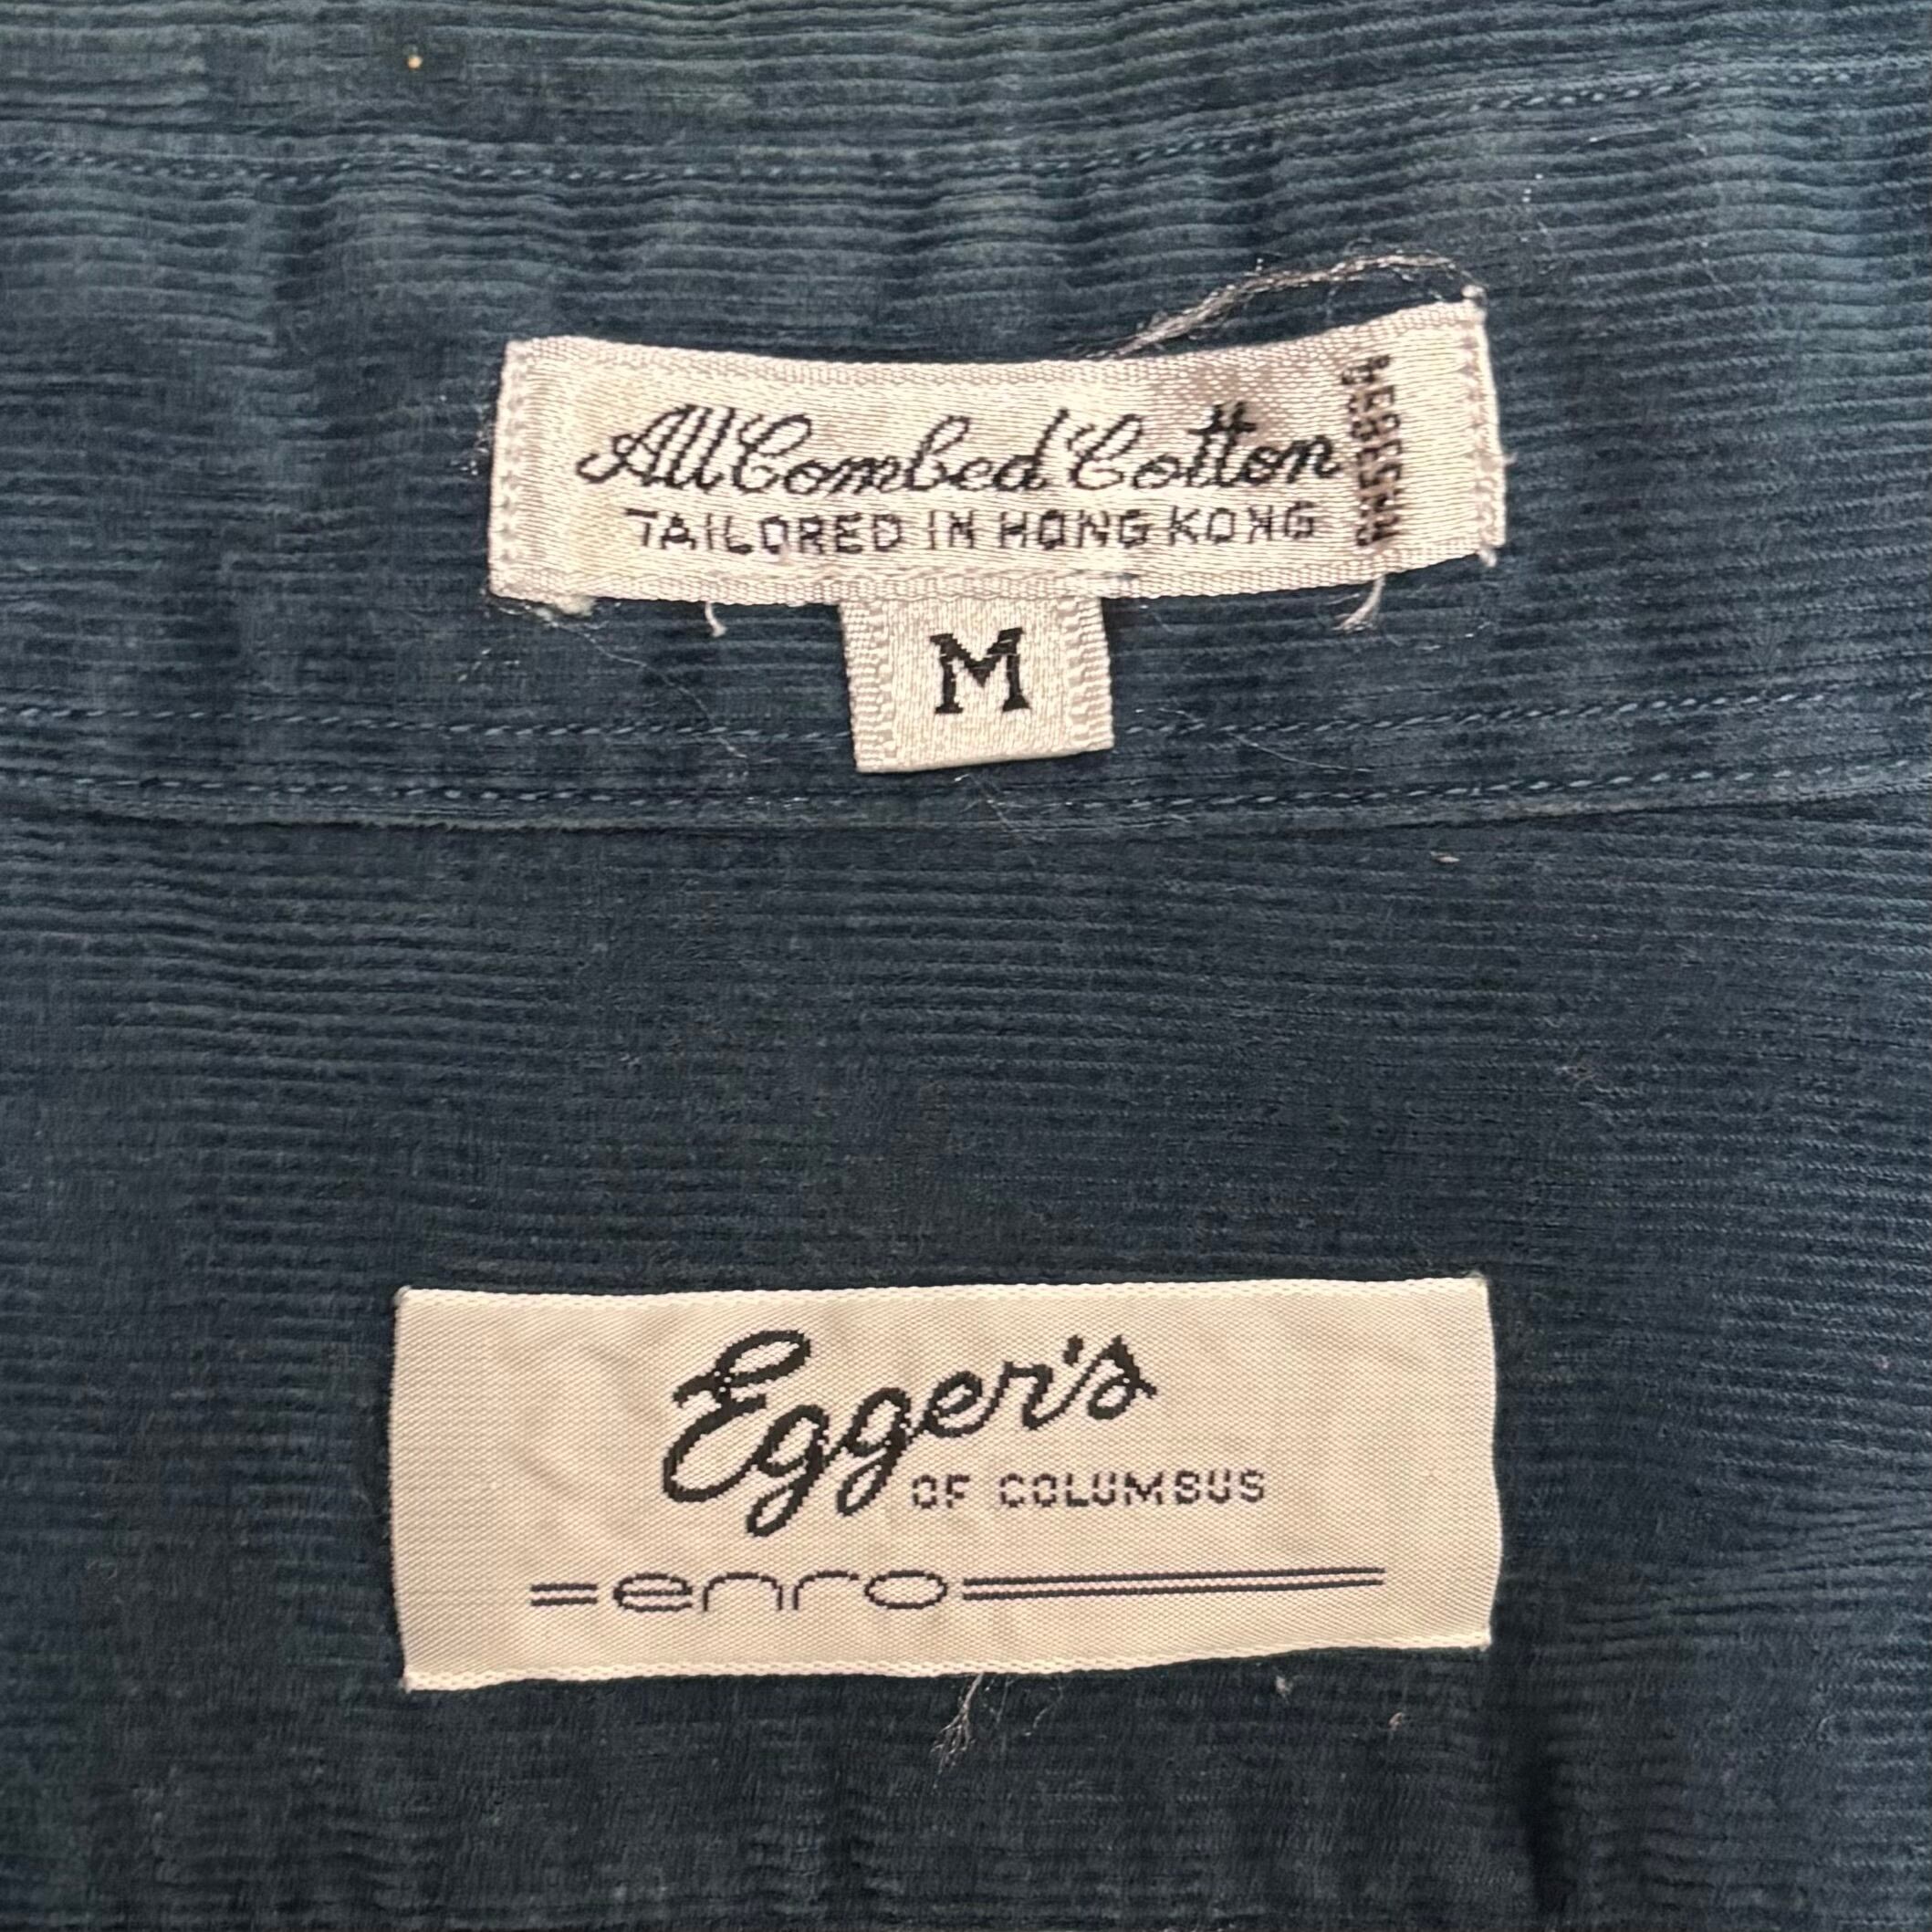 All Combed Cotton
TAILORED IN HONG KONG
M
Egger's
OF COLUMBUS
enro